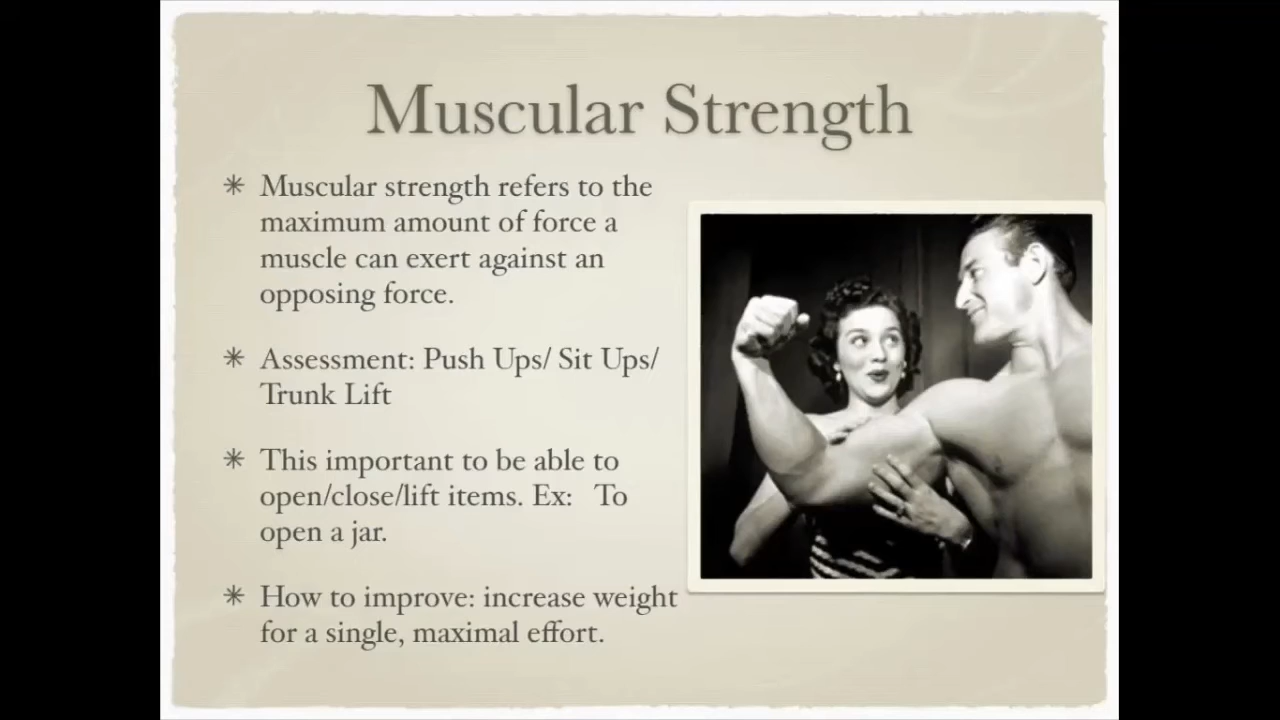 Muscular Strength
✳ Muscular strength refers to the
maximum amount of force a
muscle can exert against an
opposing force.
✳ Assessment: Push Ups/ Sit Ups/
Trunk Lift
✳ This important to be able to
open/close/lift items. Ex: To
open a jar.
✳ How to improve: increase weight
for a single, maximal effort.